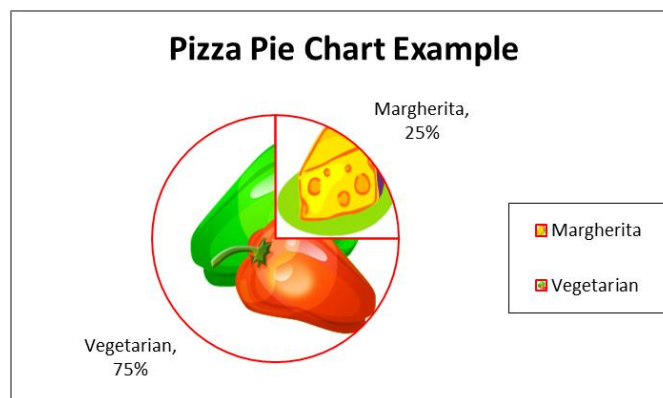 Pizza Pie Chart Example
Margherita,
25%
Margherita
Vegetarian
Vegetarian,
75%